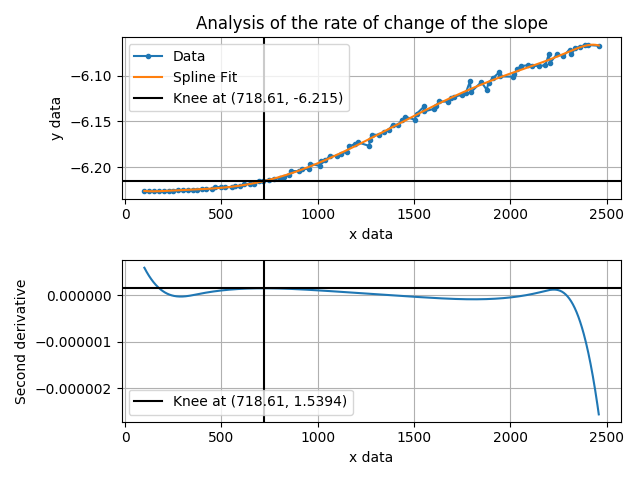 Analysis of the rate of change of the slope
Data
Spline Fit
Knee at (718.61, -6.215)
y data
−6.10
−6.15
−6.20
0 500 1000 1500 2000 2500
x data
Second derivative
0.000000
−0.000001
−0.000002
Knee at (718.61, 1.5394)
0 500 1000 1500 2000 2500
x data